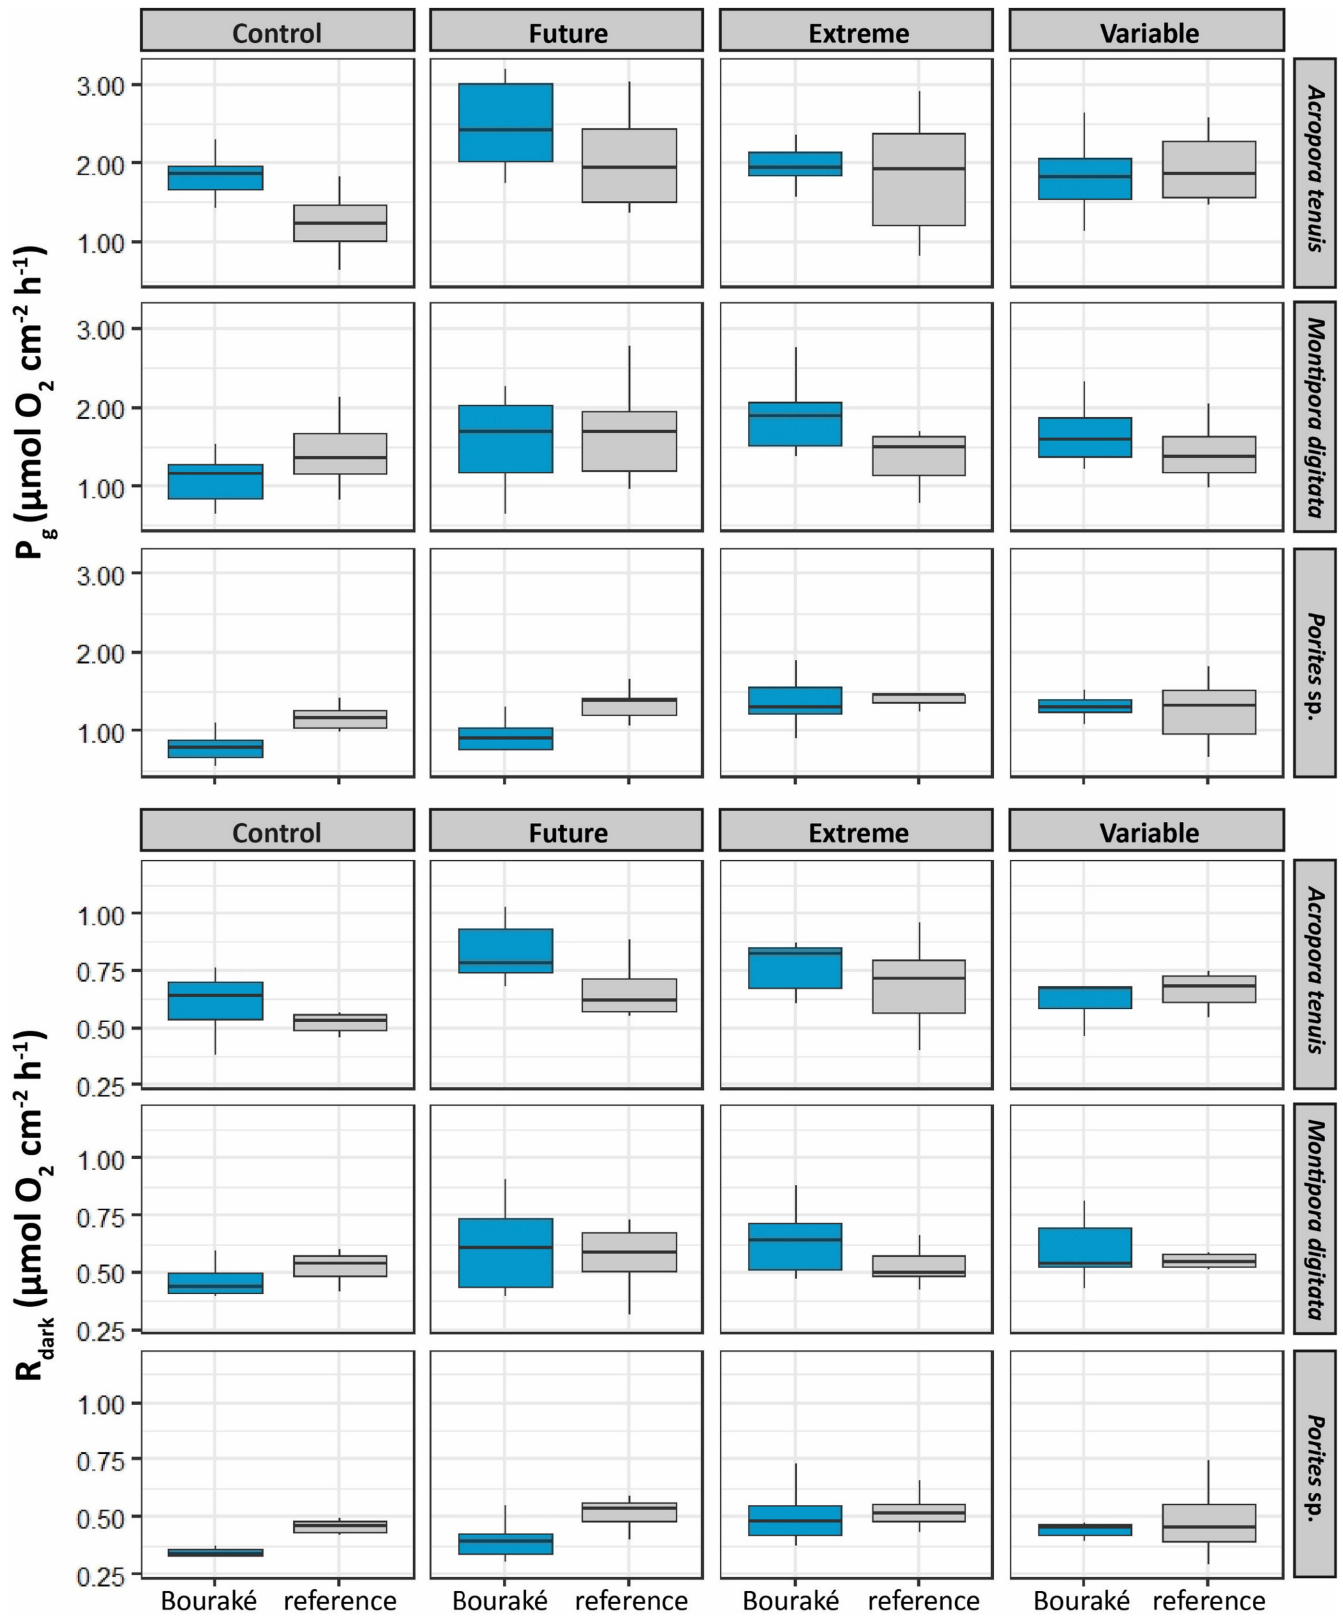 Control Future Extreme Variable
P_g (μmol O₂ cm⁻² h⁻¹)
3.00
2.00
1.00
Acropora tenuis
3.00
2.00
1.00
Montipora digitata
3.00
2.00
1.00
Porites sp.
Control Future Extreme Variable
R_dark (μmol O₂ cm⁻² h⁻¹)
1.00
0.75
0.50
0.25
Acropora tenuis
1.00
0.75
0.50
0.25
Montipora digitata
1.00
0.75
0.50
0.25
Porites sp.
Bouraké reference Bouraké reference Bouraké reference Bouraké reference